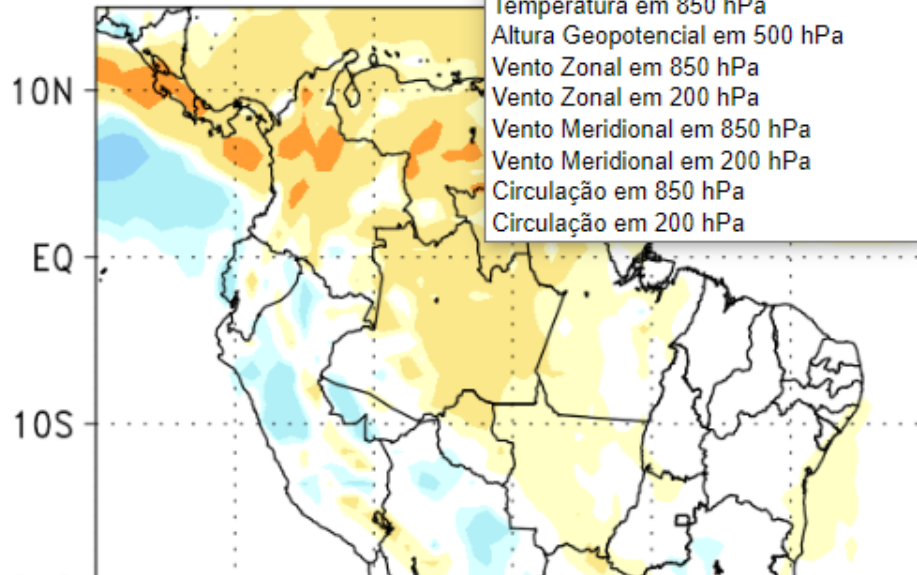 Temperatura em 850 hPa
Altura Geopotencial em 500 hPa
Vento Zonal em 850 hPa
Vento Zonal em 200 hPa
Vento Meridional em 850 hPa
Vento Meridional em 200 hPa
Circulação em 850 hPa
Circulação em 200 hPa
10N
EQ
10S